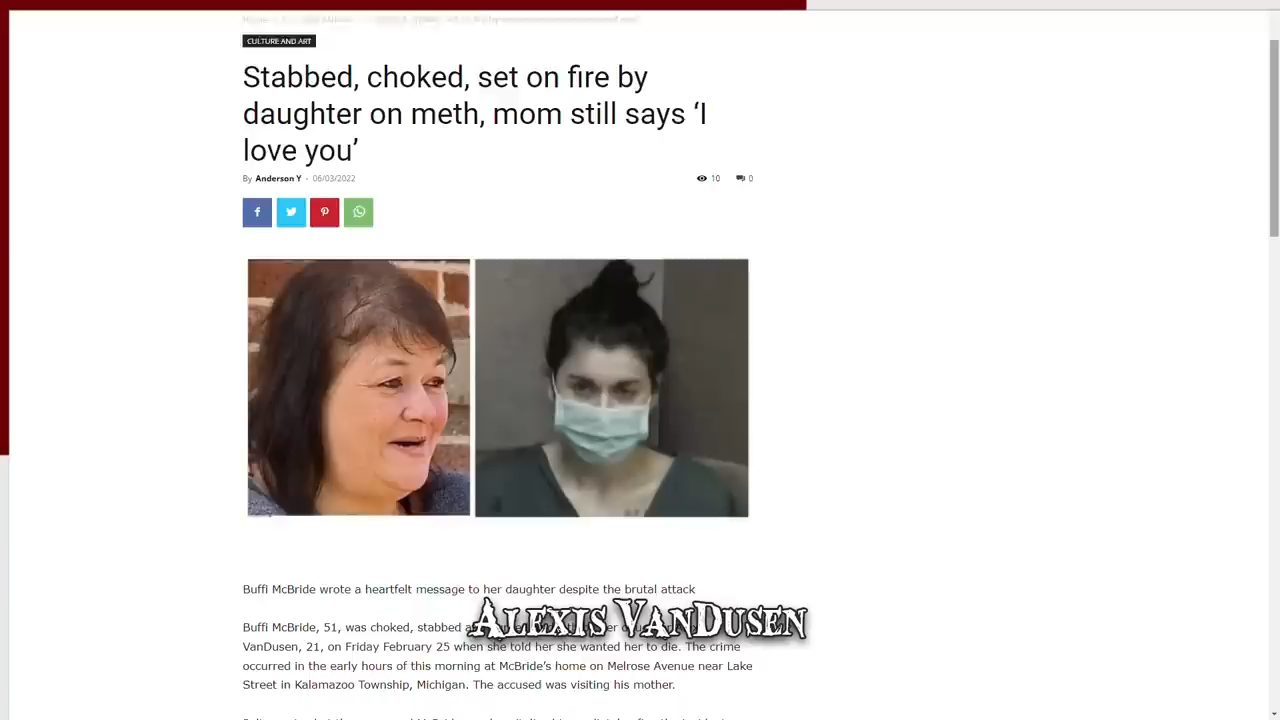 CULTURE AND ART
Stabbed, choked, set on fire by
daughter on meth, mom still says ‘I
love you’
By Anderson Y - 06/03/2022
10 0
Buffi McBride wrote a heartfelt message to her daughter despite the brutal attack
Alexis VanDusen
Buffi McBride, 51, was choked, stabbed
VanDusen, 21, on Friday February 25 when she told her she wanted her to die. The crime
occurred in the early hours of this morning at McBride’s home on Melrose Avenue near Lake
Street in Kalamazoo Township, Michigan. The accused was visiting his mother.